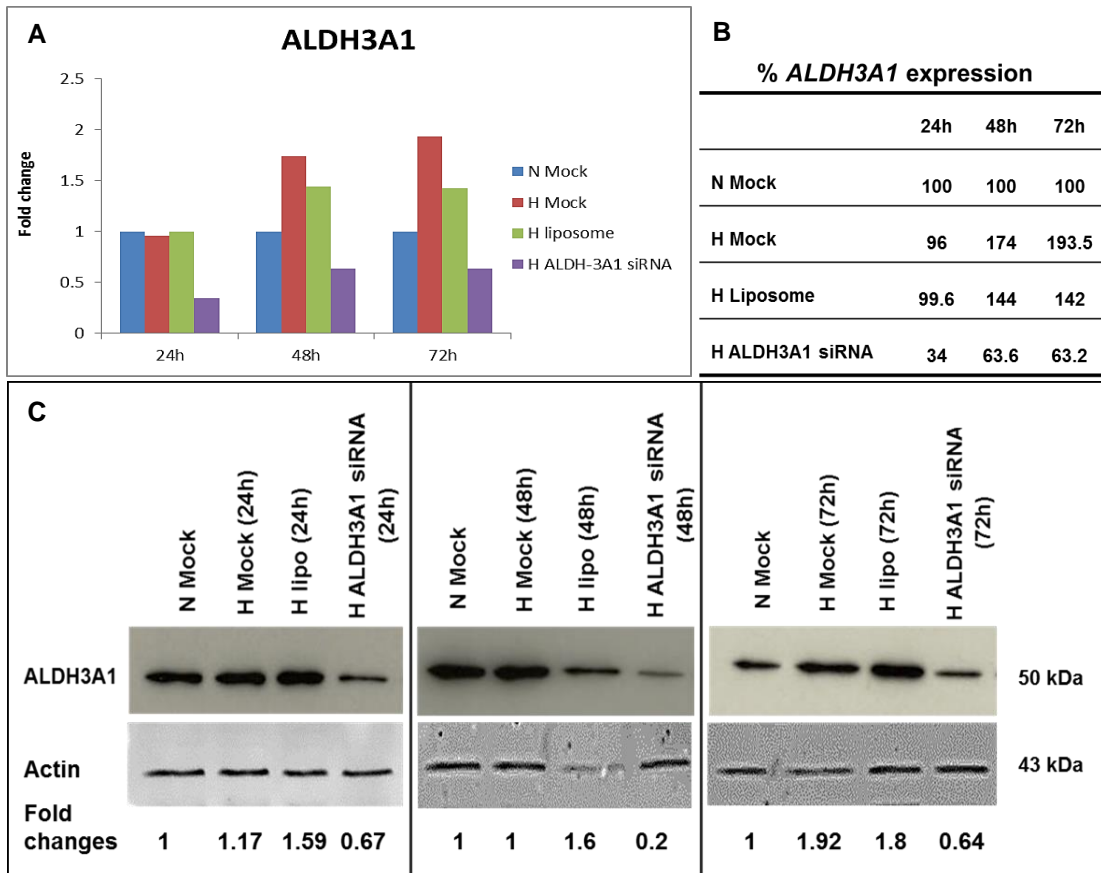 A
ALDH3A1
Fold change
2.5
2
1.5
1
0.5
0
24h 48h 72h
N Mock
H Mock
H liposome
H ALDH-3A1 siRNA
B
% ALDH3A1 expression
24h 48h 72h
N Mock 100 100 100
H Mock 96 174 193.5
H Liposome 99.6 144 142
H ALDH3A1 siRNA 34 63.6 63.2
C
N Mock
H Mock (24h)
H lipo (24h)
H ALDH3A1 siRNA
(24h)
N Mock
H Mock (48h)
H lipo (48h)
H ALDH3A1 siRNA
(48h)
N Mock
H Mock (72h)
H lipo (72h)
H ALDH3A1 siRNA
(72h)
ALDH3A1 50 kDa
Actin 43 kDa
Fold
changes 1 1.17 1.59 0.67 1 1 1.6 0.2 1 1.92 1.8 0.64